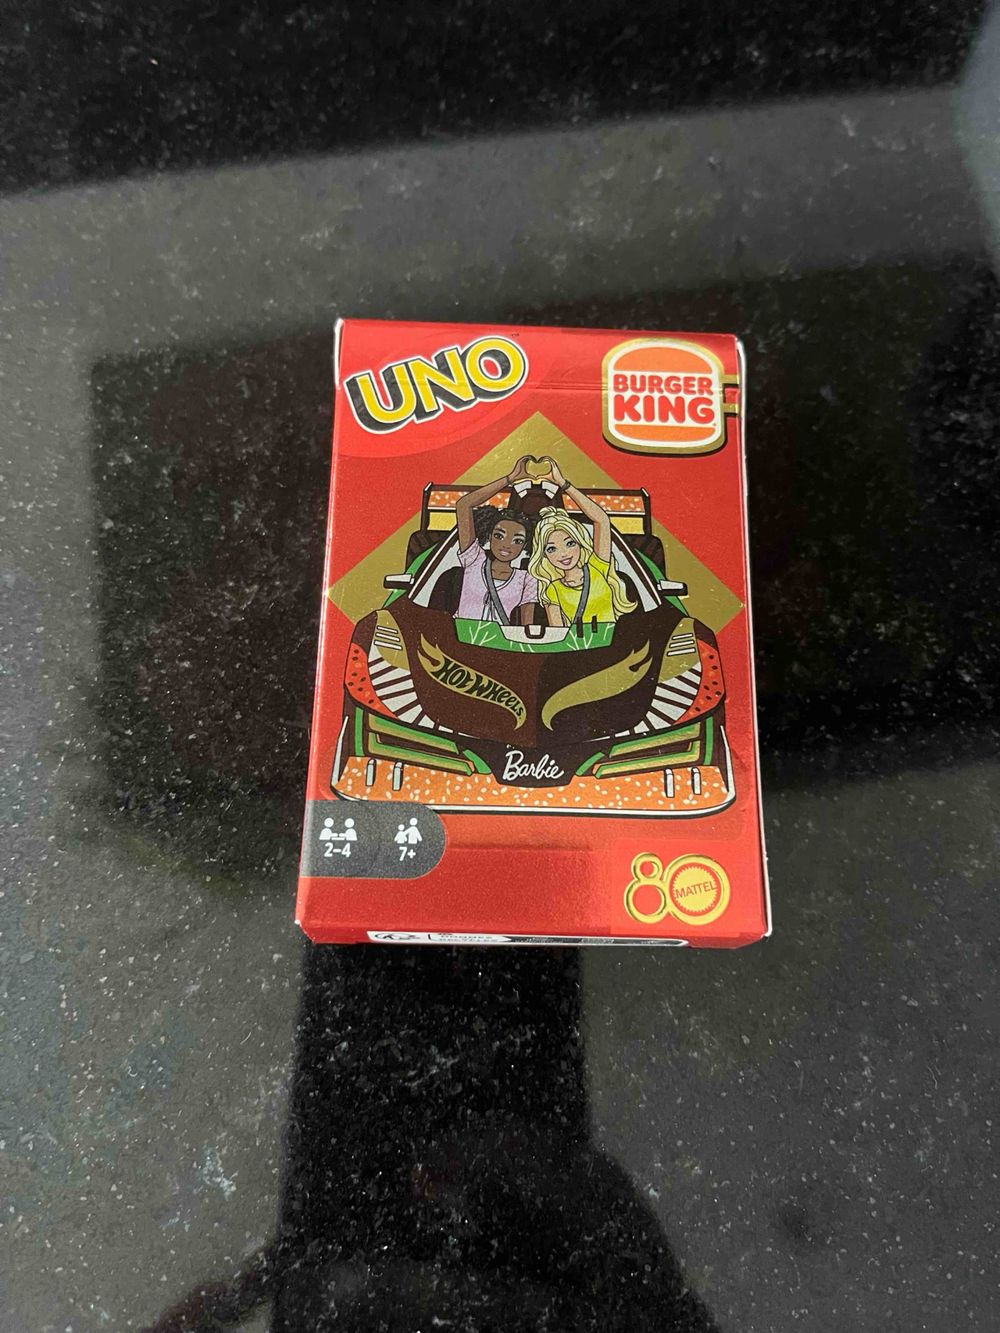 UNO
BURGER
KING
HOT WHEELS
Barbie
2-4
7+
80
MATTEL